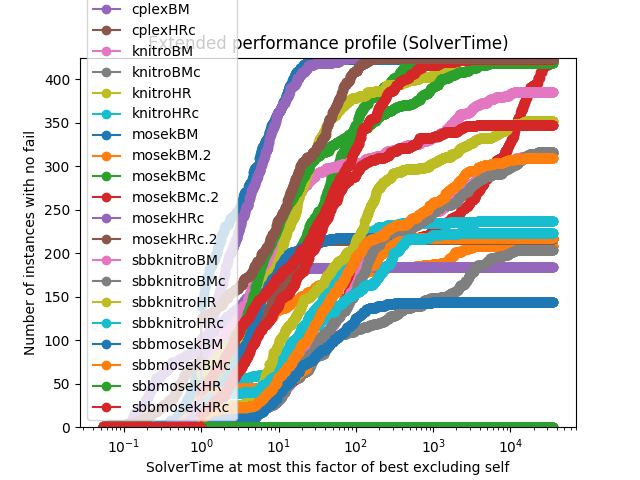 Extended performance profile (SolverTime)
cplexBM
cplexHRc
knitroBM
knitroBMc
knitroHR
knitroHRc
mosekBM
mosekBM.2
mosekBMc
mosekBMc.2
mosekHRc
mosekHRc.2
sbbknitroBM
sbbknitroBMc
sbbknitroHR
sbbknitroHRc
sbbmosekBM
sbbmosekBMc
sbbmosekHR
sbbmosekHRc
Number of instances with no fail
400
350
300
250
200
150
100
50
0
10⁻¹ 10⁰ 10¹ 10² 10³ 10⁴
SolverTime at most this factor of best excluding self